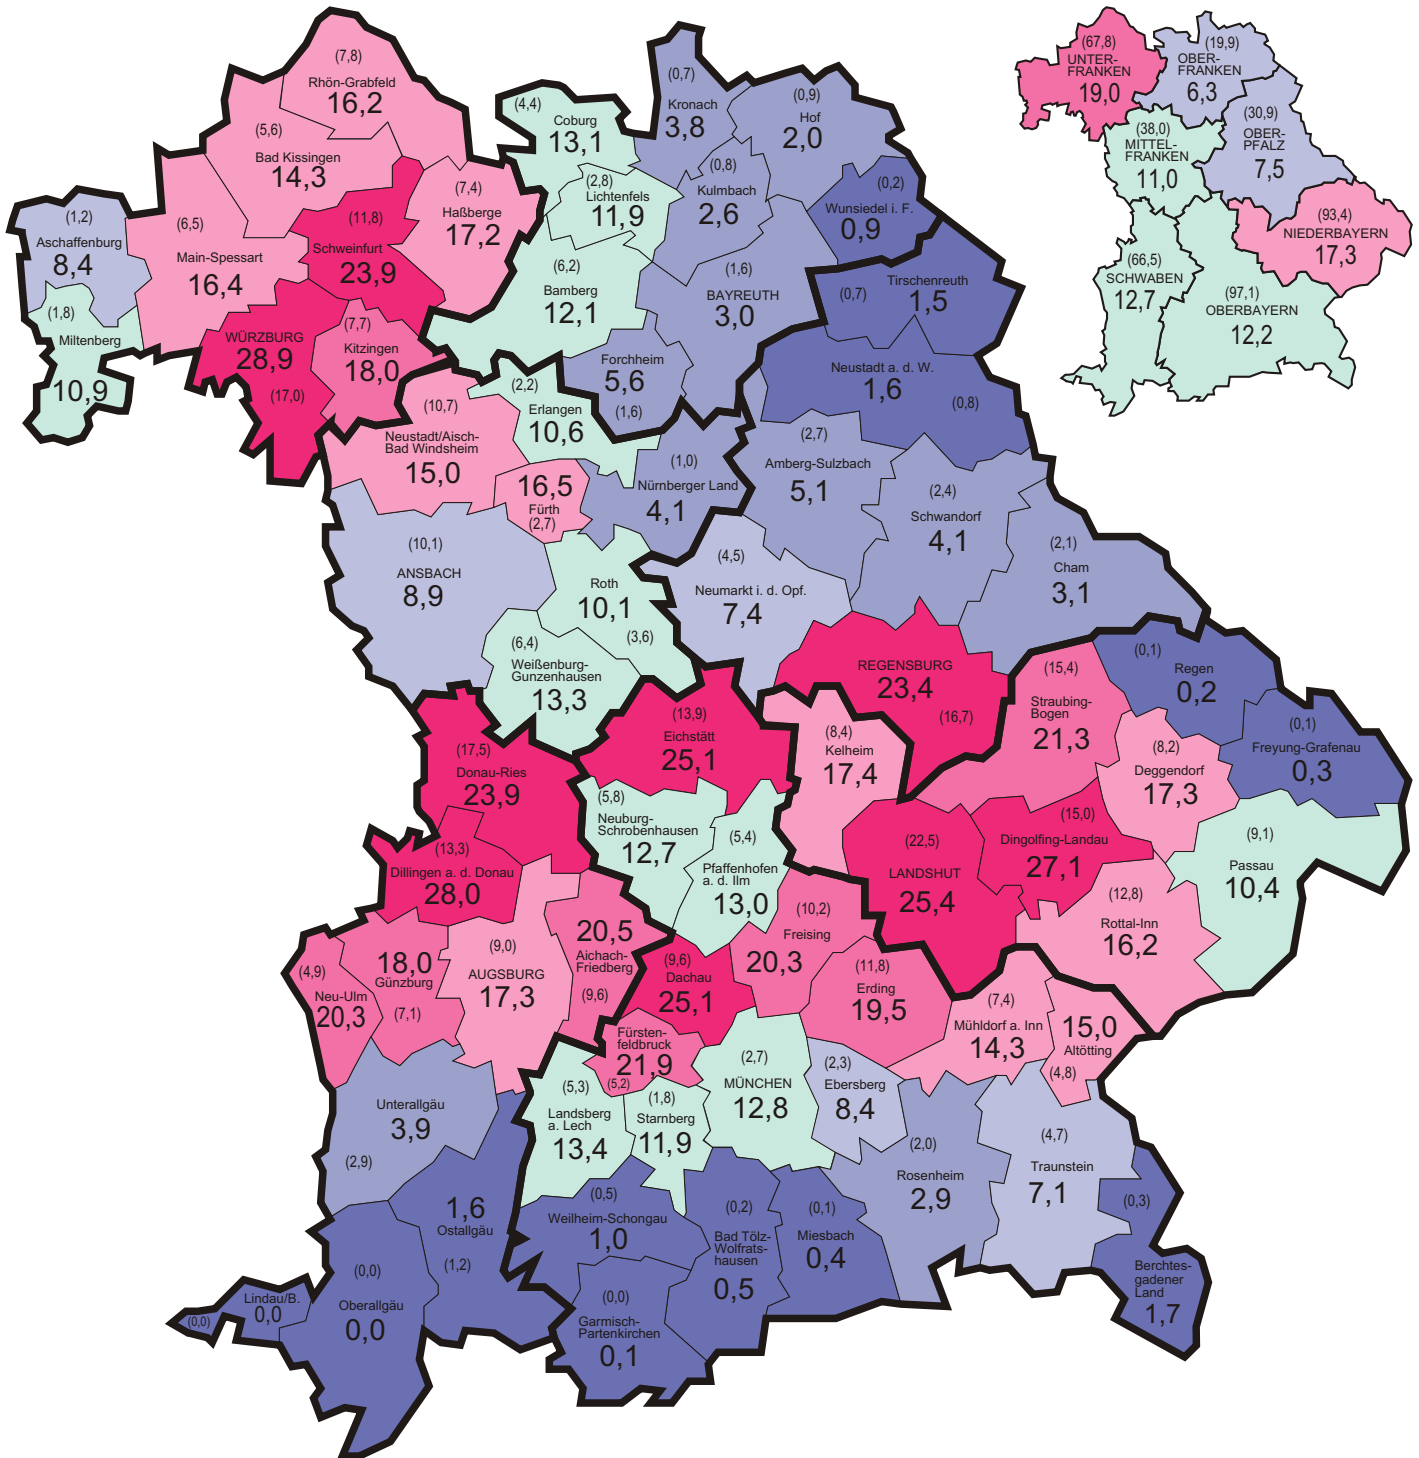 (7,8)
Rhön-Grabfeld
16,2
(5,6)
Bad Kissingen
14,3
(6,5)
Main-Spessart
16,4
(1,2)
Aschaffenburg
8,4
(1,8)
Miltenberg
10,9
(11,8)
Schweinfurt
23,9
(7,4)
Haßberge
17,2
WÜRZBURG
28,9
(17,0)
(7,7)
Kitzingen
18,0
(4,4)
Coburg
13,1
(0,7)
Kronach
3,8
(0,9)
Hof
2,0
(2,8)
Lichtenfels
11,9
(0,8)
Kulmbach
2,6
(0,2)
Wunsiedel i. F.
0,9
(6,2)
Bamberg
12,1
(1,6)
BAYREUTH
3,0
Forchheim
5,6
(1,6)
(0,7)
Tirschenreuth
1,5
Neustadt a. d. W.
1,6
(0,8)
(2,7)
Amberg-Sulzbach
5,1
(2,4)
Schwandorf
4,1
(2,1)
Cham
3,1
(4,5)
Neumarkt i. d. Opf.
7,4
REGENSBURG
23,4
(16,7)
(10,7)
Neustadt/Aisch-
Bad Windsheim
15,0
(2,2)
Erlangen
10,6
16,5
Fürth
(2,7)
(1,0)
Nürnberger Land
4,1
(10,1)
ANSBACH
8,9
Roth
10,1
(3,6)
(6,4)
Weißenburg-
Gunzenhausen
13,3
(15,4)
Straubing-
Bogen
21,3
(0,1)
Regen
0,2
(0,1)
Freyung-Grafenau
0,3
(8,2)
Deggendorf
17,3
(8,4)
Kelheim
17,4
(22,5)
LANDSHUT
25,4
(15,0)
Dingolfing-Landau
27,1
(12,8)
Rottal-Inn
16,2
(9,1)
Passau
10,4
(17,5)
Donau-Ries
23,9
(13,3)
Dillingen a. d. Donau
28,0
18,0
Günzburg
(7,1)
(4,9)
Neu-Ulm
20,3
(9,0)
AUGSBURG
17,3
20,5
Aichach-
Friedberg
(9,6)
Unterallgäu
3,9
(2,9)
1,6
Ostallgäu
(1,2)
(0,0)
Oberallgäu
0,0
Lindau/B.
0,0
(0,0)
(13,9)
Eichstätt
25,1
(5,8)
Neuburg-
Schrobenhausen
12,7
(5,4)
Pfaffenhofen
a. d. Ilm
13,0
(10,2)
Freising
20,3
(9,6)
Dachau
25,1
(11,8)
Erding
19,5
(7,4)
Mühldorf a. Inn
14,3
15,0
Altötting
(4,8)
Fürsten-
feldbruck
21,9
(5,2)
(5,3)
Landsberg
a. Lech
13,4
(1,8)
Starnberg
11,9
(2,7)
MÜNCHEN
12,8
(2,3)
Ebersberg
8,4
(2,0)
Rosenheim
2,9
(4,7)
Traunstein
7,1
(0,3)
Berchtes-
gadener
Land
1,7
(0,5)
Weilheim-Schongau
1,0
(0,2)
Bad Tölz-
Wolfrats-
hausen
0,5
(0,1)
Miesbach
0,4
(0,0)
Garmisch-
Partenkirchen
0,1
(67,8)
UNTER-
FRANKEN
19,0
(19,9)
OBER-
FRANKEN
6,3
(38,0)
MITTEL-
FRANKEN
11,0
(30,9)
OBER-
PFALZ
7,5
(93,4)
NIEDERBAYERN
17,3
(66,5)
SCHWABEN
12,7
(97,1)
OBERBAYERN
12,2